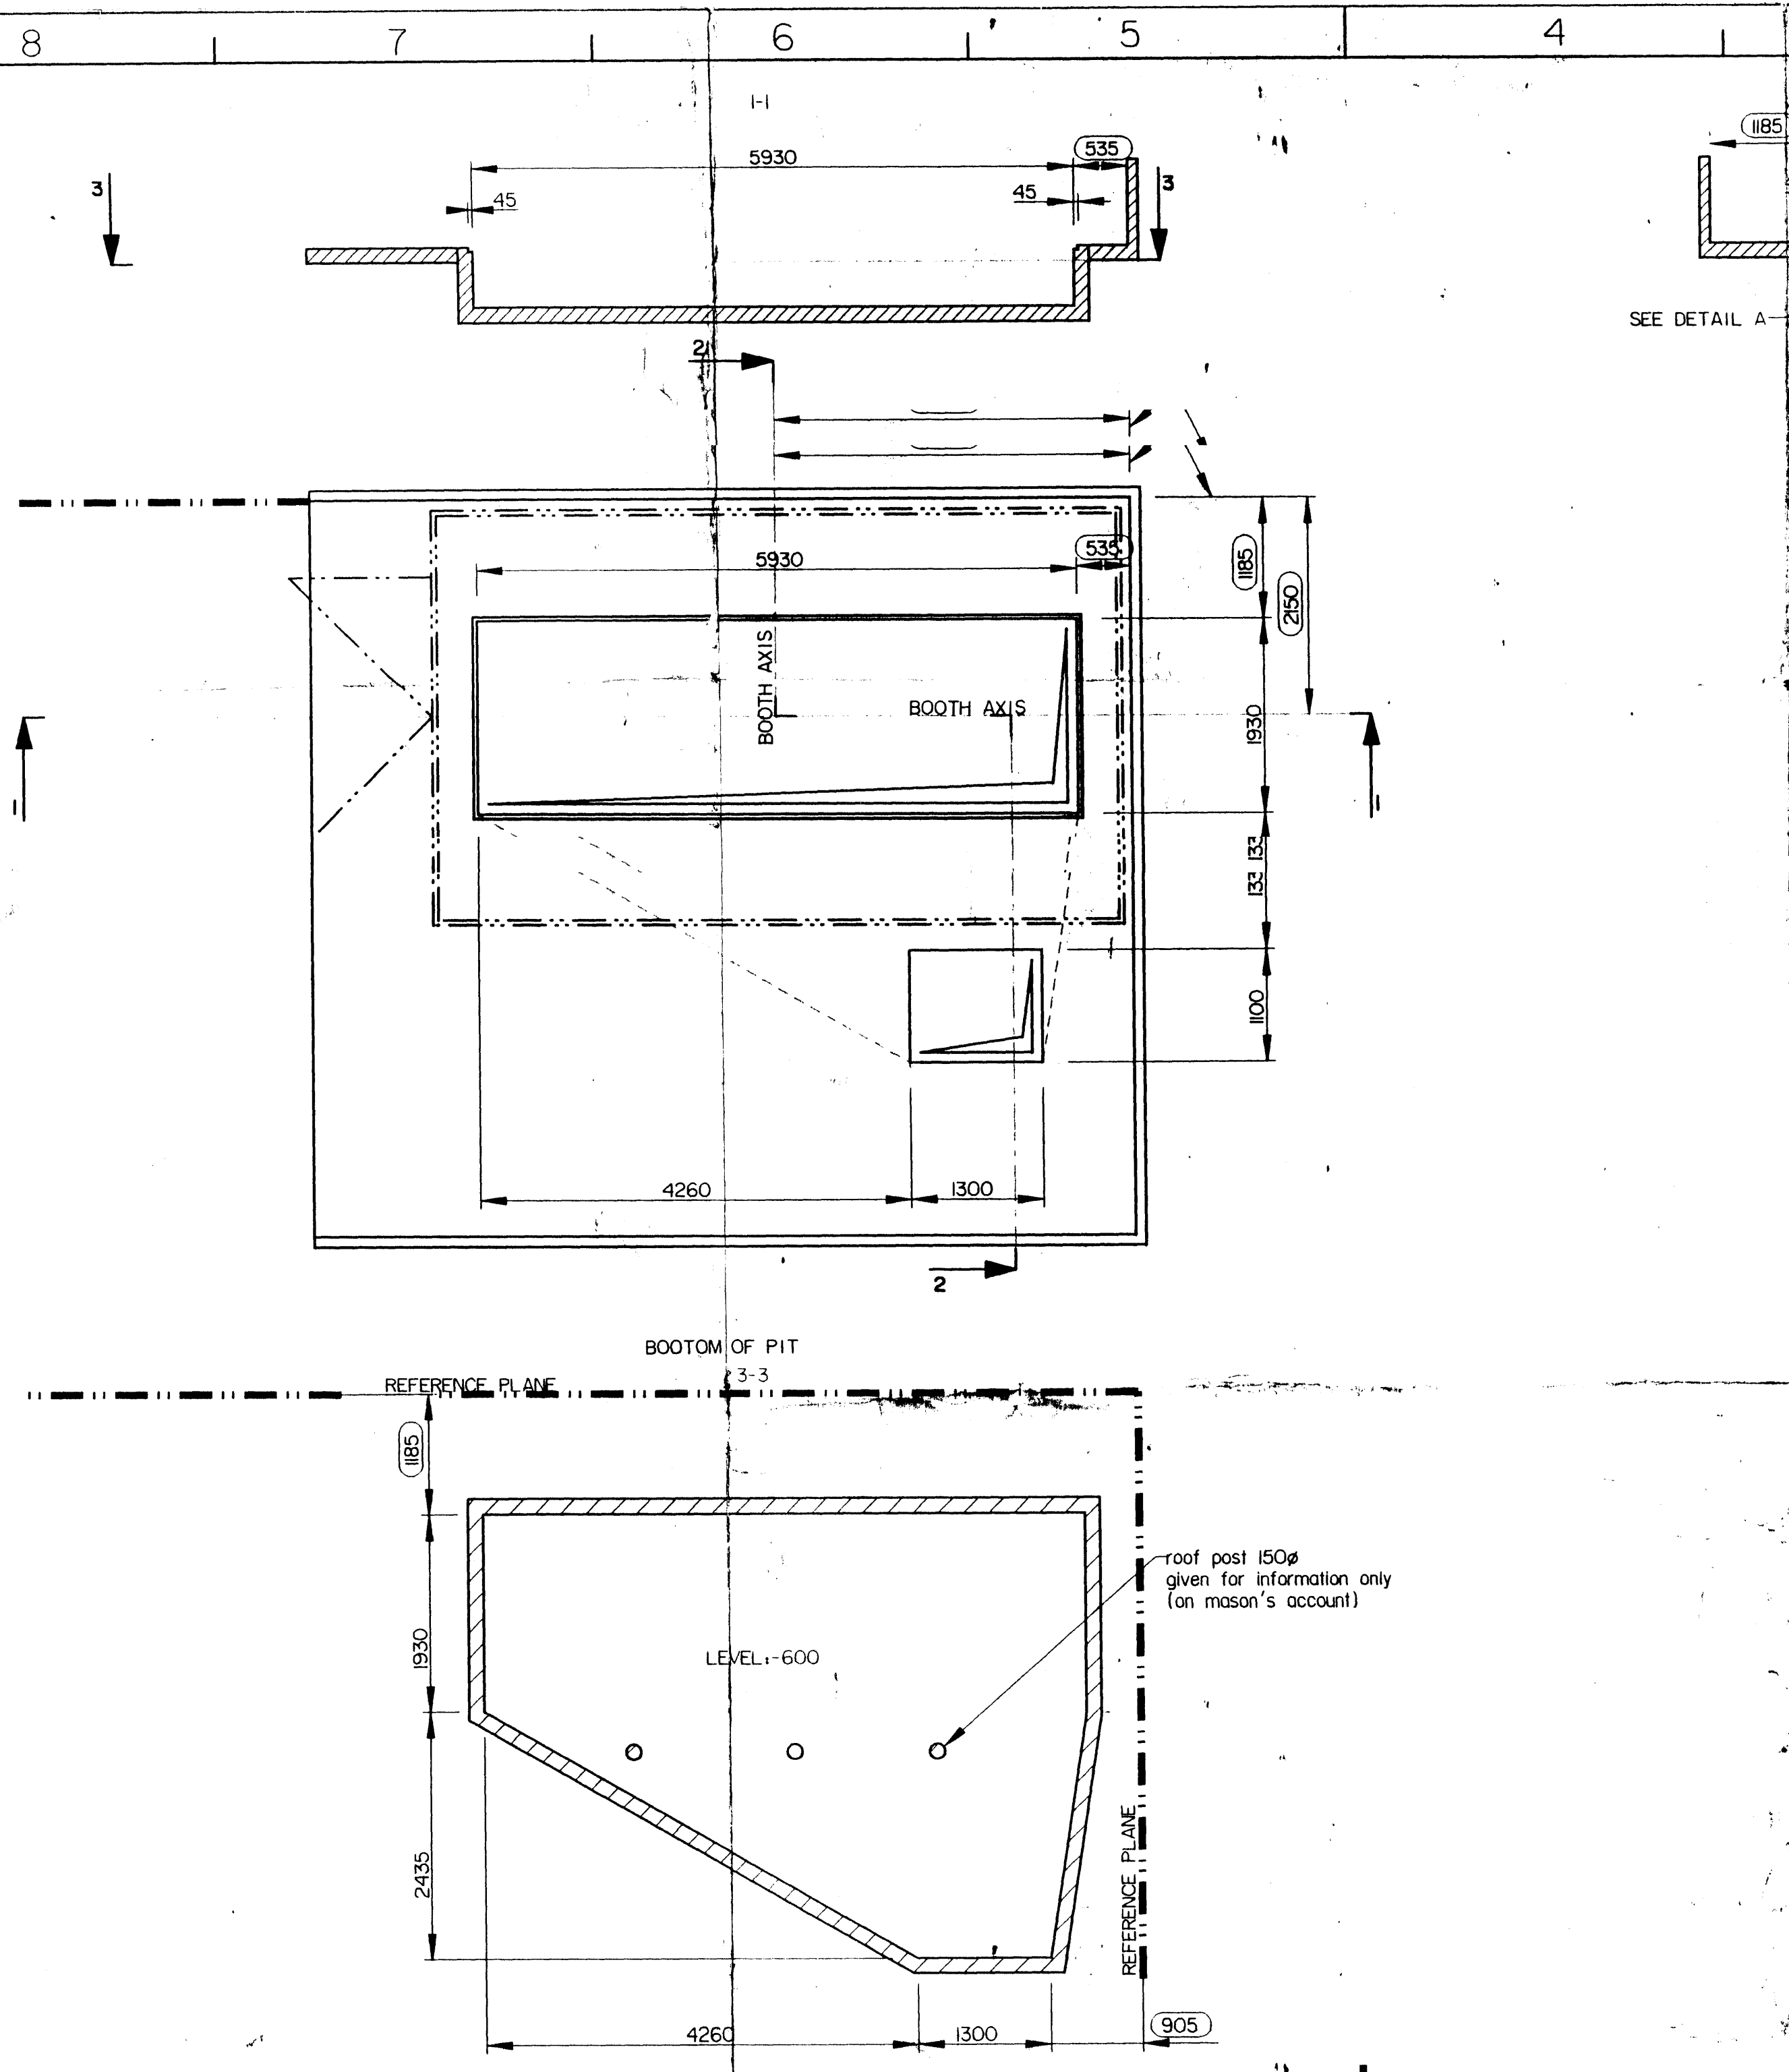 8 7 6 5 4
1-1
1185
5930 535
3 45 45 3
SEE DETAIL A
2
5930 535
1185
2150
BOOTH AXIS
BOOTH AXIS
1930
1 1
1100
4260 1300
2
BOOTOM OF PIT
3-3
REFERENCE PLANE
1185
roof post 150ø
given for information only
(on mason's account)
1930
LEVEL:-600
2435
REFERENCE PLANE
4260 1300 905